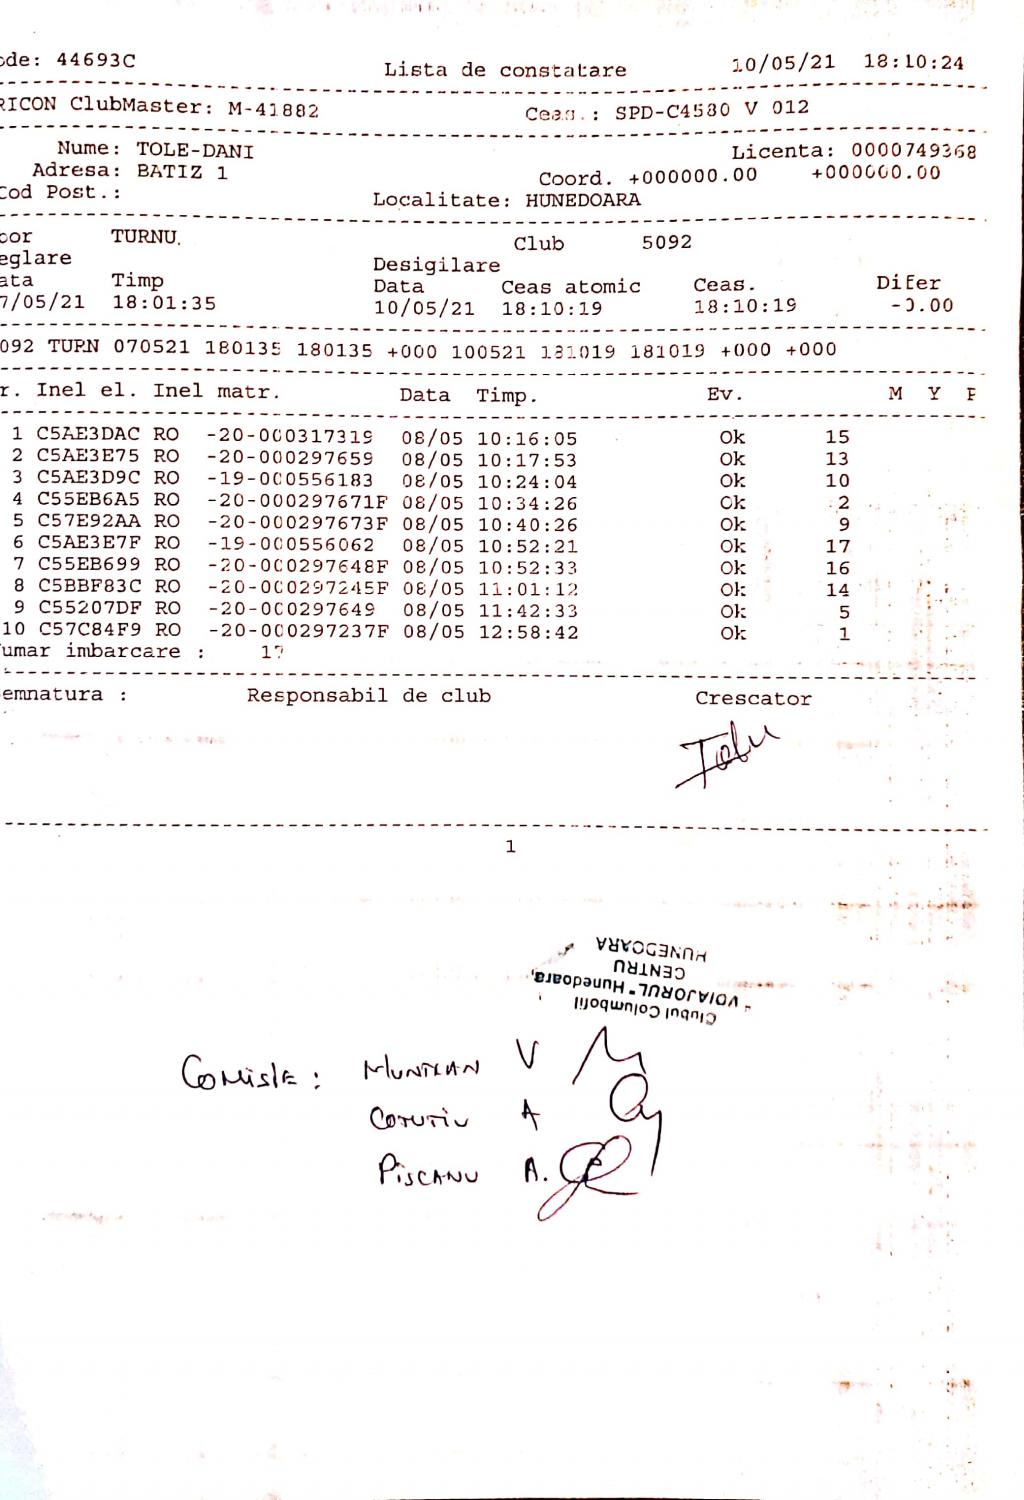 ode: 44693C Lista de constatare 10/05/21 18:10:24
RICON ClubMaster: M-41882 Ceas.: SPD-C4580 V 012
Nume: TOLE-DANI Licenta: 0000749368
Adresa: BATIZ 1 Coord. +000000.00 +000000.00
Cod Post.: Localitate: HUNEDOARA
cor TURNU. Club 5092
eglare Desigilare
ata Timp Data Ceas atomic Ceas. Difer
7/05/21 18:01:35 10/05/21 18:10:19 18:10:19 -0.00
092 TURN 070521 180135 180135 +000 100521 181019 181019 +000 +000
r. Inel el. Inel matr. Data Timp. Ev. M Y P
1 C5AE3DAC RO -20-000317319 08/05 10:16:05 Ok 15
2 C5AE3E75 RO -20-000297659 08/05 10:17:53 Ok 13
3 C5AE3D9C RO -19-000556183 08/05 10:24:04 Ok 10
4 C55EB6A5 RO -20-000297671F 08/05 10:34:26 Ok 2
5 C57E92AA RO -20-000297673F 08/05 10:40:26 Ok 9
6 C5AE3E7F RO -19-000556062 08/05 10:52:21 Ok 17
7 C55EB699 RO -20-000297648F 08/05 10:52:33 Ok 16
8 C5BBF83C RO -20-000297245F 08/05 11:01:12 Ok 14
9 C55207DF RO -20-000297649 08/05 11:42:33 Ok 5
10 C57C84F9 RO -20-000297237F 08/05 12:58:42 Ok 1
umar imbarcare : 17
emnatura : Responsabil de club Crescator
1
Clubul Columbofil
"VOIAJORUL" Hunedoara,
CENTRU
HUNEDOARA
Comisie: MUNTEAN V
COTUTIU A
PISCANU A.